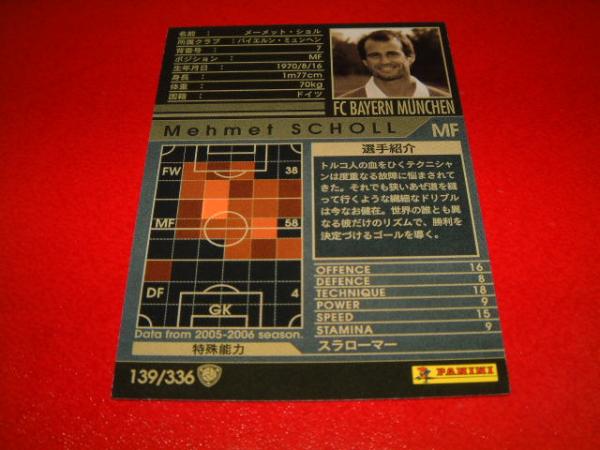 名前 : メーメット・ショル
所属クラブ : バイエルン・ミュンヘン
背番号 : 7
ポジション : MF
生年月日 : 1970/8/16
身長 : 1m77cm
体重 : 70kg
国籍 : ドイツ
FC BAYERN MÜNCHEN
Mehmet SCHOLL MF
FW 38
MF 58
DF 4
GK
Data from 2005-2006 season.
特殊能力
選手紹介
トルコ人の血をひくテクニシャ
ンは度重なる故障に悩まされて
きた。それでも狭いあぜ道を縫
って行くような繊細なドリブル
は今なお健在。世界の誰とも異
なる彼だけのリズムで、勝利を
決定づけるゴールを導く。
OFFENCE 16
DEFENCE 8
TECHNIQUE 18
POWER 9
SPEED 15
STAMINA 9
スラローマー
139/336
PANINI